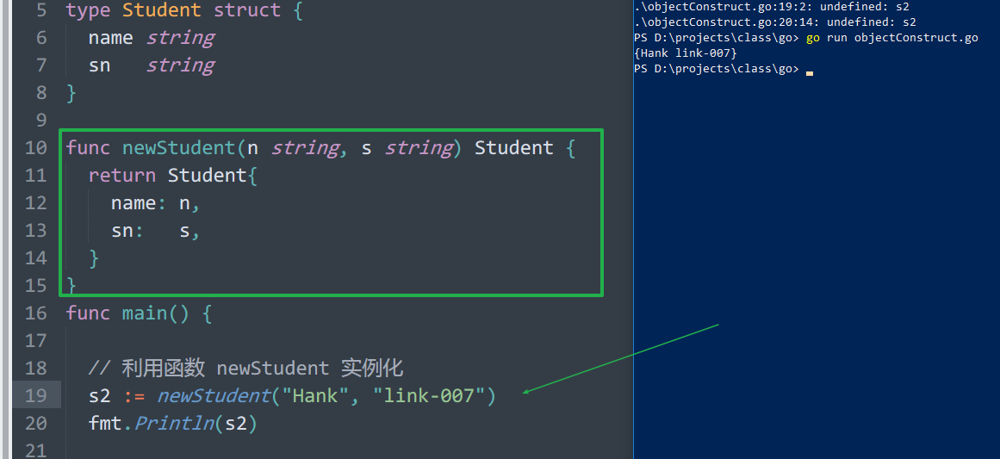 5 type Student struct {
6 name string
7 sn string
8 }
9
10 func newStudent(n string, s string) Student {
11 return Student{
12 name: n,
13 sn: s,
14 }
15 }
16 func main() {
17
18 // 利用函数 newStudent 实例化
19 s2 := newStudent("Hank", "link-007")
20 fmt.Println(s2)
21
.\objectConstruct.go:19:2: undefined: s2
.\objectConstruct.go:20:14: undefined: s2
PS D:\projects\class\go> go run objectConstruct.go
{Hank link-007}
PS D:\projects\class\go>